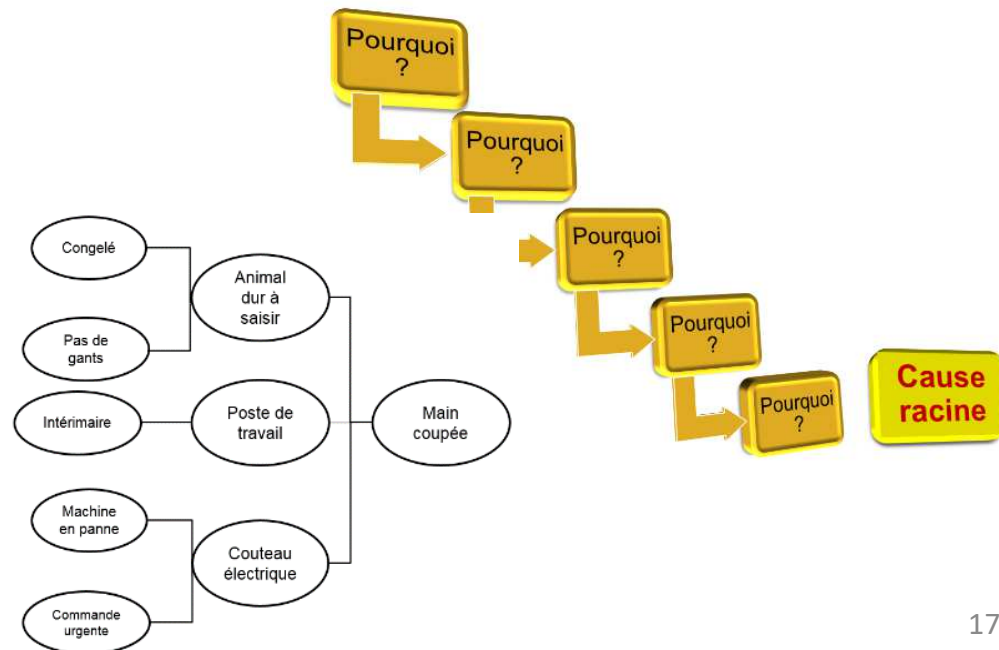 Pourquoi
?
Pourquoi
?
Pourquoi
?
Pourquoi
?
Pourquoi
?
Cause
racine
Congelé
Pas de
gants
Intérimaire
Machine
en panne
Commande
urgente
Animal
dur à
saisir
Poste de
travail
Couteau
électrique
Main
coupée
17